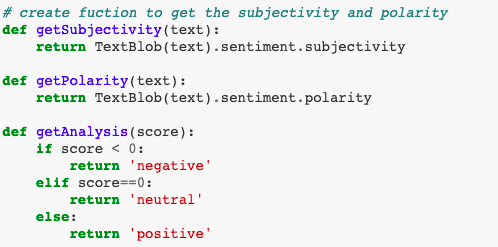 # create fuction to get the subjectivity and polarity
def getSubjectivity(text):
    return TextBlob(text).sentiment.subjectivity

def getPolarity(text):
    return TextBlob(text).sentiment.polarity

def getAnalysis(score):
    if score < 0:
        return 'negative'
    elif score==0:
        return 'neutral'
    else:
        return 'positive'